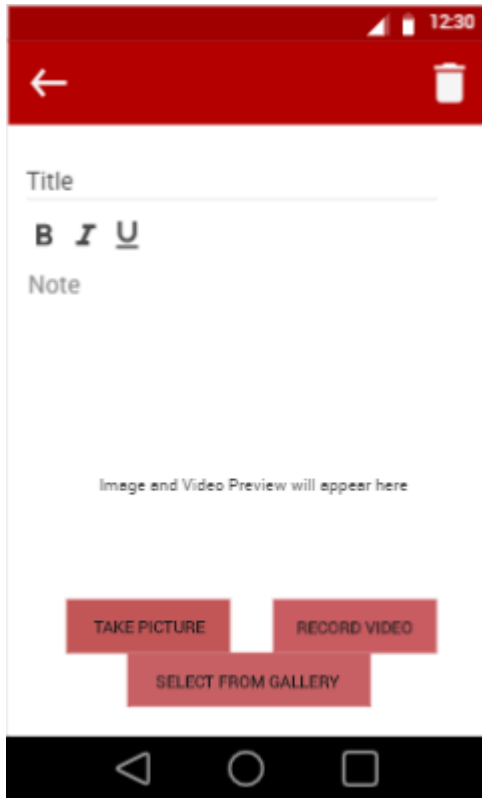 12:30
Title
B I U
Note
Image and Video Preview will appear here
TAKE PICTURE
RECORD VIDEO
SELECT FROM GALLERY